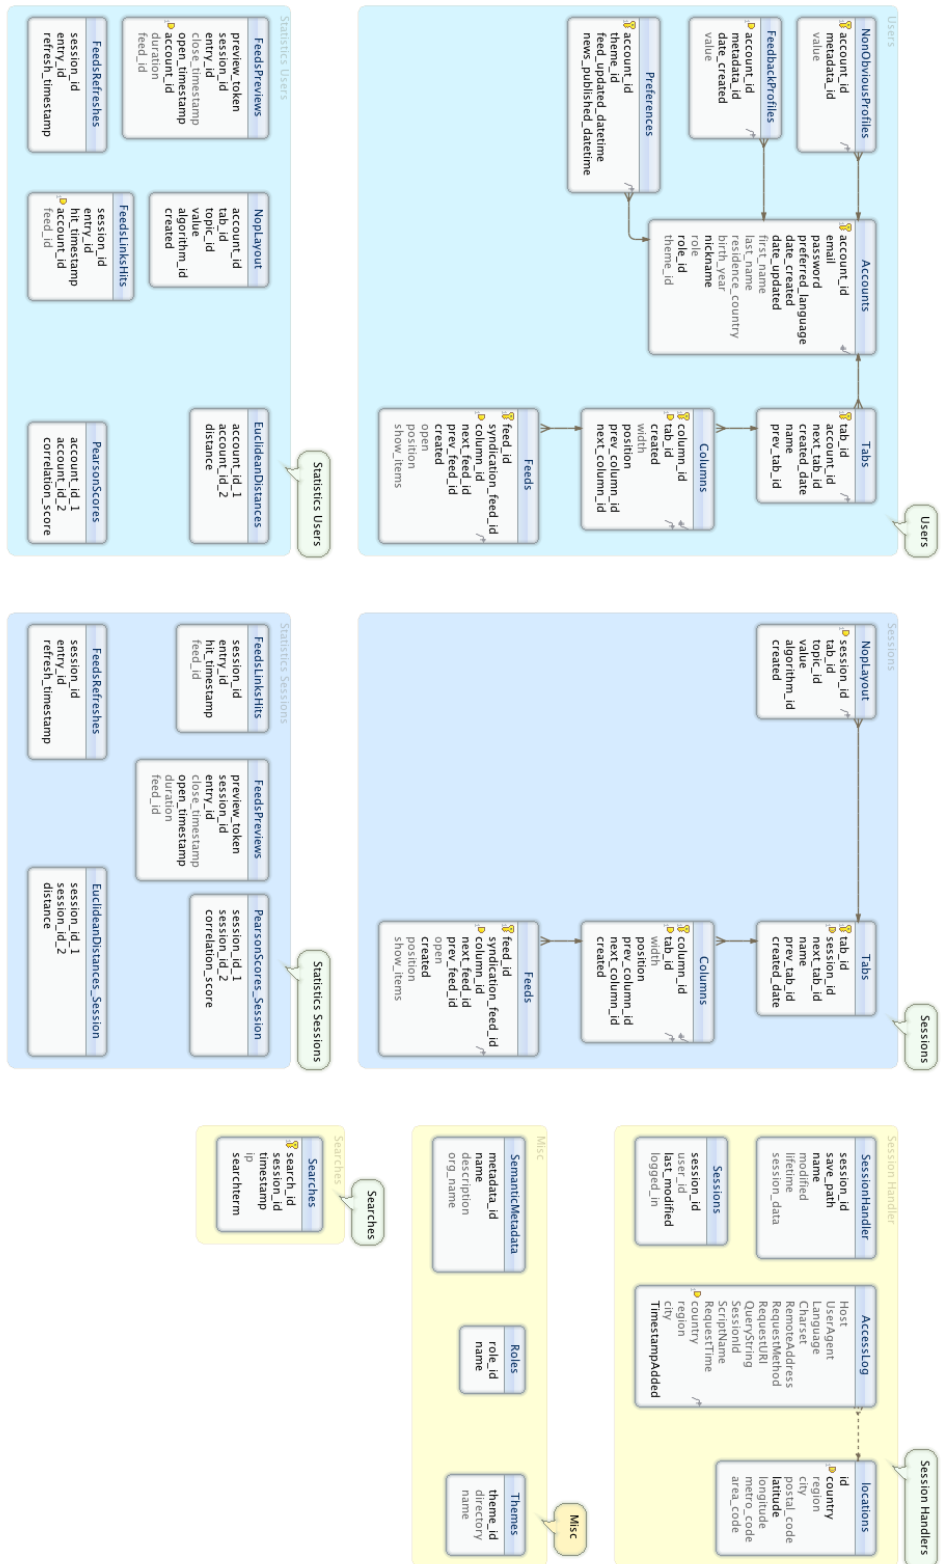 Users
Users
NonObviousProfiles
account_id
metadata_id
value
FeedbackProfiles
account_id
metadata_id
date_created
value
Preferences
account_id
theme_id
feed_updated_datetime
news_published_datetime
Accounts
account_id
email
password
preferred_language
date_created
date_updated
first_name
last_name
residence_country
birth_year
nickname
role
role_id
theme_id
Tabs
tab_id
account_id
next_tab_id
created_date
name
prev_tab_id
Columns
column_id
tab_id
created
width
position
prev_column_id
next_column_id
Feeds
feed_id
syndication_feed_id
column_id
next_feed_id
prev_feed_id
created
open
position
show_items
Sessions
Sessions
NopLayout
session_id
tab_id
topic_id
value
algorithm_id
created
Tabs
tab_id
session_id
next_tab_id
name
prev_tab_id
created_date
Columns
column_id
tab_id
width
position
prev_column_id
next_column_id
created
Feeds
feed_id
syndication_feed_id
column_id
next_feed_id
prev_feed_id
created
open
position
show_items
Session Handler
Session Handlers
SessionHandler
session_id
save_path
name
modified
lifetime
session_data
Sessions
session_id
user_id
last_modified
logged_in
AccessLog
Host
UserAgent
Language
Charset
RemoteAddress
RequestMethod
RequestURI
QueryString
SessionId
ScriptName
RequestTime
country
region
city
TimestampAdded
locations
id
country
region
city
postal_code
latitude
longitude
metro_code
area_code
Misc
Misc
SemanticMetadata
metadata_id
name
description
org_name
Roles
role_id
name
Themes
theme_id
directory
name
Statistics Users
Statistics Users
FeedsPreviews
preview_token
session_id
entry_id
close_timestamp
open_timestamp
account_id
duration
feed_id
FeedsRefreshes
session_id
entry_id
refresh_timestamp
NopLayout
account_id
tab_id
topic_id
value
algorithm_id
created
FeedsLinksHits
session_id
entry_id
hit_timestamp
account_id
feed_id
EuclideanDistances
account_id_1
account_id_2
distance
PearsonScores
account_id_1
account_id_2
correlation_score
Statistics Sessions
Statistics Sessions
FeedsLinksHits
session_id
entry_id
hit_timestamp
feed_id
FeedsRefreshes
session_id
entry_id
refresh_timestamp
FeedsPreviews
preview_token
session_id
entry_id
close_timestamp
open_timestamp
duration
feed_id
PearsonScores_Session
session_id_1
session_id_2
correlation_score
EuclideanDistances_Session
session_id_1
session_id_2
distance
Searches
Searches
Searches
search_id
session_id
timestamp
ip
searchterm